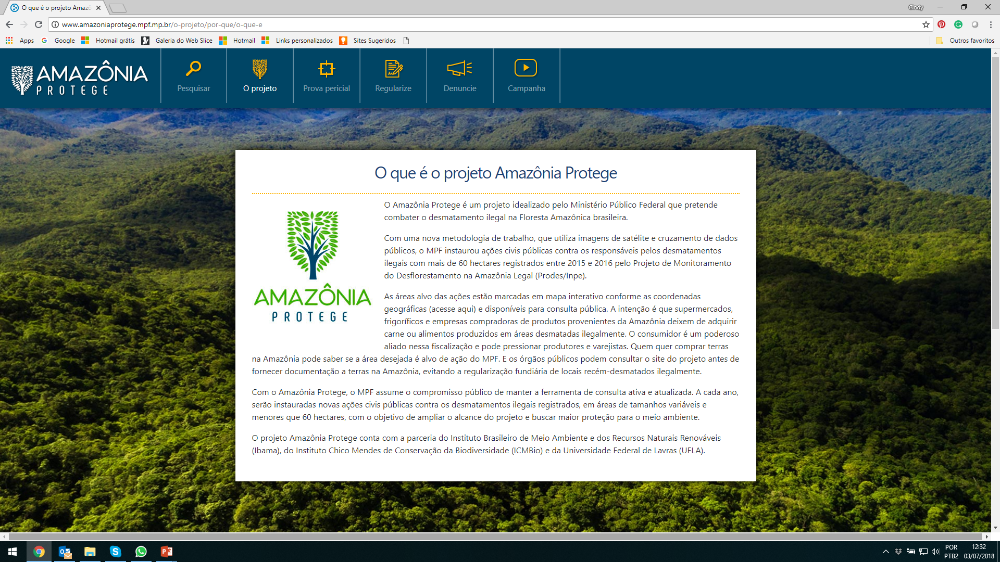 O que é o projeto Amazô
Cindy
www.amazoniaprotege.mpf.mp.br/o-projeto/por-que/o-que-e
Apps Google Hotmail grátis Galeria do Web Slice Hotmail Links personalizados Sites Sugeridos Outros favoritos
AMAZÔNIA
PROTEGE
Pesquisar O projeto Prova pericial Regularize Denuncie Campanha
O que é o projeto Amazônia Protege
AMAZÔNIA
PROTEGE
O Amazônia Protege é um projeto idealizado pelo Ministério Público Federal que pretende
combater o desmatamento ilegal na Floresta Amazônica brasileira.
Com uma nova metodologia de trabalho, que utiliza imagens de satélite e cruzamento de dados
públicos, o MPF instaurou ações civis públicas contra os responsáveis pelos desmatamentos
ilegais com mais de 60 hectares registrados entre 2015 e 2016 pelo Projeto de Monitoramento
do Desflorestamento na Amazônia Legal (Prodes/Inpe).
As áreas alvo das ações estão marcadas em mapa interativo conforme as coordenadas
geográficas (acesse aqui) e disponíveis para consulta pública. A intenção é que supermercados,
frigoríficos e empresas compradoras de produtos provenientes da Amazônia deixem de adquirir
carne ou alimentos produzidos em áreas desmatadas ilegalmente. O consumidor é um poderoso
aliado nessa fiscalização e pode pressionar produtores e varejistas. Quem quer comprar terras
na Amazônia pode saber se a área desejada é alvo de ação do MPF. E os órgãos públicos podem consultar o site do projeto antes de
fornecer documentação a terras na Amazônia, evitando a regularização fundiária de locais recém-desmatados ilegalmente.
Com o Amazônia Protege, o MPF assume o compromisso público de manter a ferramenta de consulta ativa e atualizada. A cada ano,
serão instauradas novas ações civis públicas contra os desmatamentos ilegais registrados, em áreas de tamanhos variáveis e
menores que 60 hectares, com o objetivo de ampliar o alcance do projeto e buscar maior proteção para o meio ambiente.
O projeto Amazônia Protege conta com a parceria do Instituto Brasileiro de Meio Ambiente e dos Recursos Naturais Renováveis
(Ibama), do Instituto Chico Mendes de Conservação da Biodiversidade (ICMBio) e da Universidade Federal de Lavras (UFLA).
POR 12:32
PTB2 03/07/2018